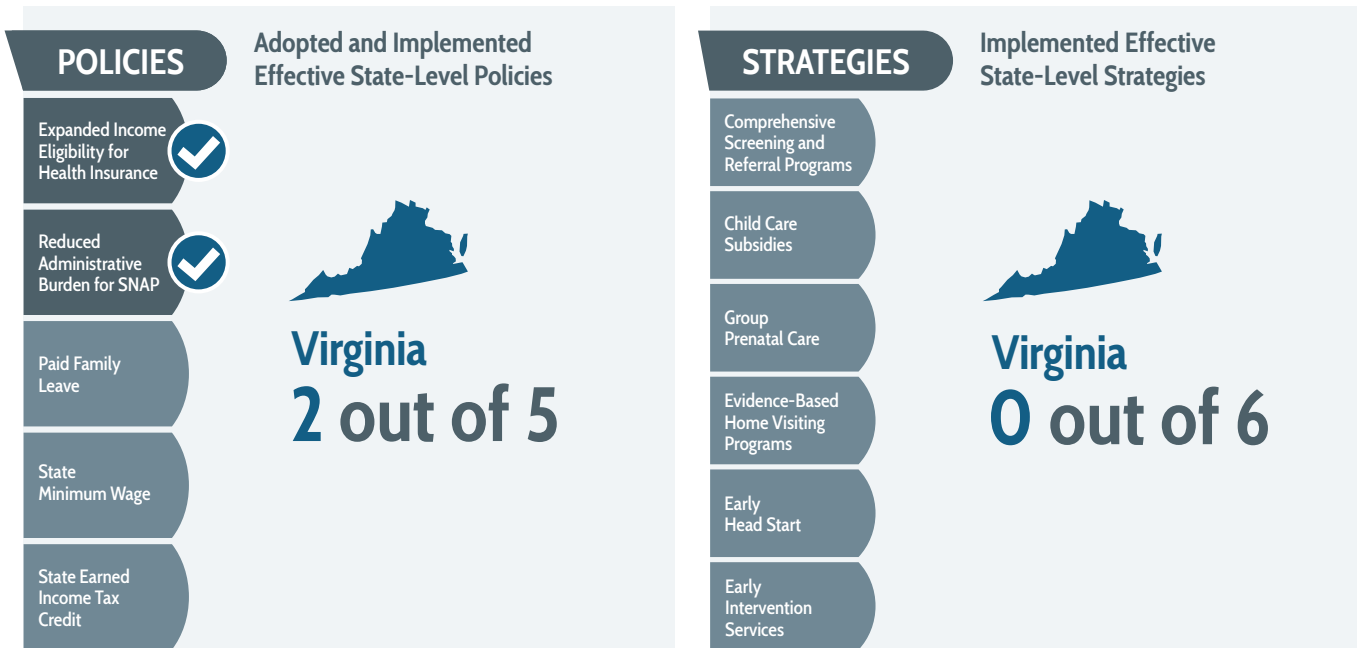 POLICIES
Adopted and Implemented
Effective State-Level Policies
Expanded Income
Eligibility for
Health Insurance
Reduced
Administrative
Burden for SNAP
Paid Family
Leave
State
Minimum Wage
State Earned
Income Tax
Credit
Virginia
2 out of 5
STRATEGIES
Implemented Effective
State-Level Strategies
Comprehensive
Screening and
Referral Programs
Child Care
Subsidies
Group
Prenatal Care
Evidence-Based
Home Visiting
Programs
Early
Head Start
Early
Intervention
Services
Virginia
0 out of 6